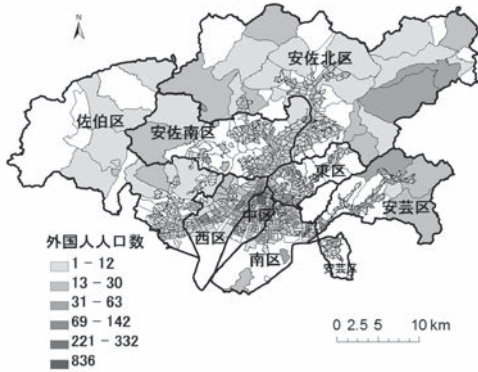 N
安佐北区
佐伯区
安佐南区
東区
安芸区
中区
西区
南区
安芸区
外国人人口数
1 - 12
13 - 30
31 - 63
69 - 142
221 - 332
836
0 2.5 5 10 km